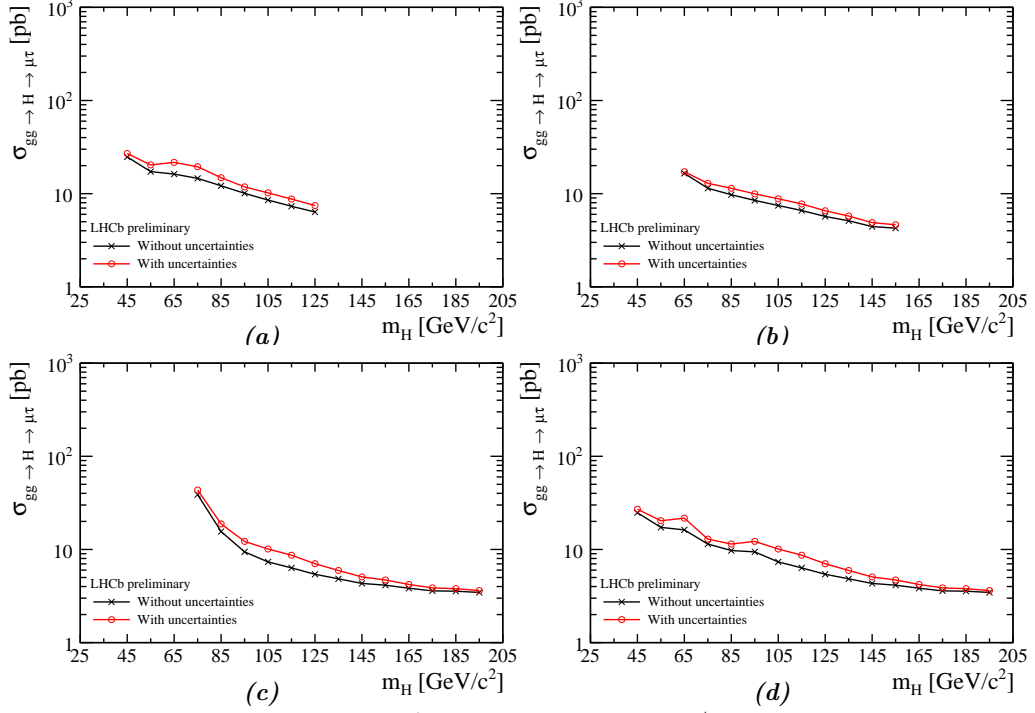 10³
10²
10
1
σgg → H → μτ [pb]
LHCb preliminary
Without uncertainties
With uncertainties
25 45 65 85 105 125 145 165 185 205
mH [GeV/c²]
(a)
10³
10²
10
1
σgg → H → μτ [pb]
LHCb preliminary
Without uncertainties
With uncertainties
25 45 65 85 105 125 145 165 185 205
mH [GeV/c²]
(b)
10³
10²
10
1
σgg → H → μτ [pb]
LHCb preliminary
Without uncertainties
With uncertainties
25 45 65 85 105 125 145 165 185 205
mH [GeV/c²]
(c)
10³
10²
10
1
σgg → H → μτ [pb]
LHCb preliminary
Without uncertainties
With uncertainties
25 45 65 85 105 125 145 165 185 205
mH [GeV/c²]
(d)